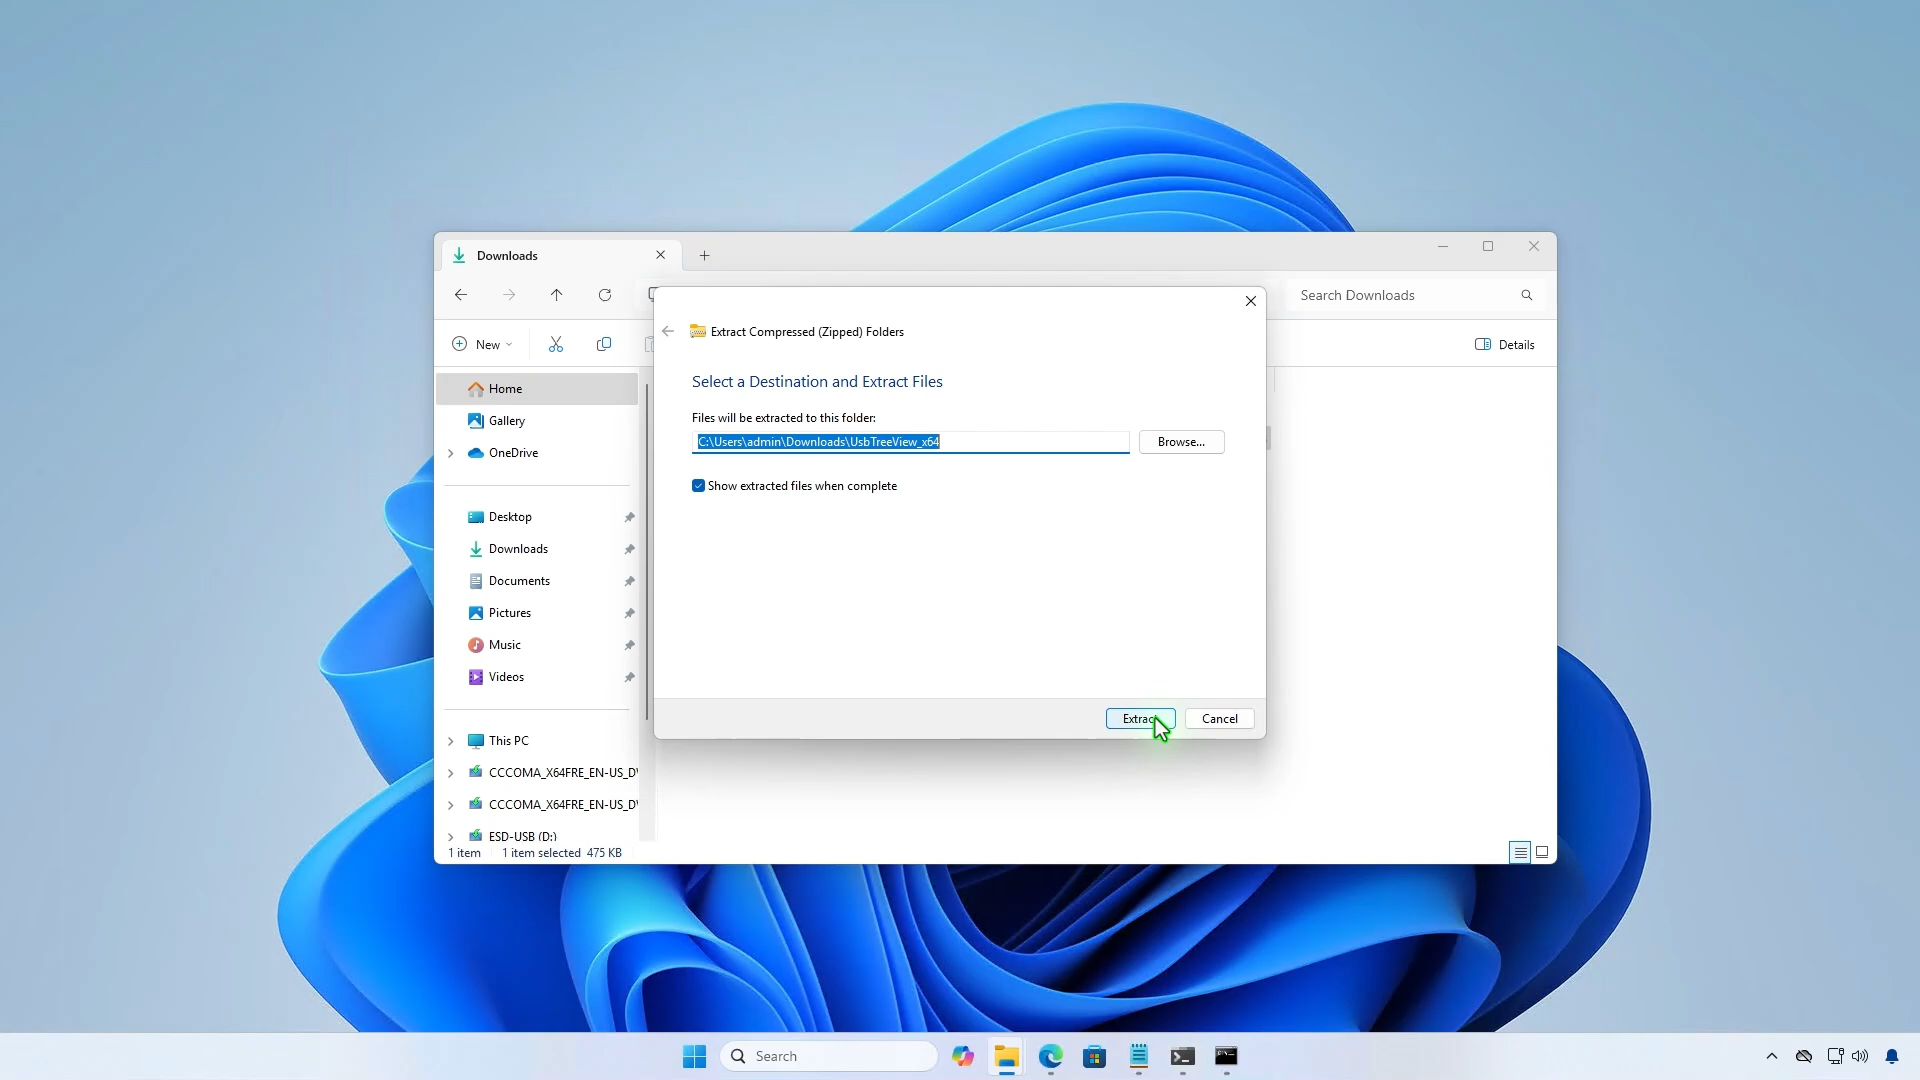 Downloads
Search Downloads
Extract Compressed (Zipped) Folders
New
Details
Select a Destination and Extract Files
Home
Files will be extracted to this folder:
Gallery
C:\Users\admin\Downloads\UsbTreeView_x64
Browse...
OneDrive
Show extracted files when complete
Desktop
Downloads
Documents
Pictures
Music
Videos
Extrac
Cancel
This PC
CCCOMA_X64FRE_EN-US_D
CCCOMA_X64FRE_EN-US_D
ESD-USB (D:)
1 item
1 item selected 475 KB
Search